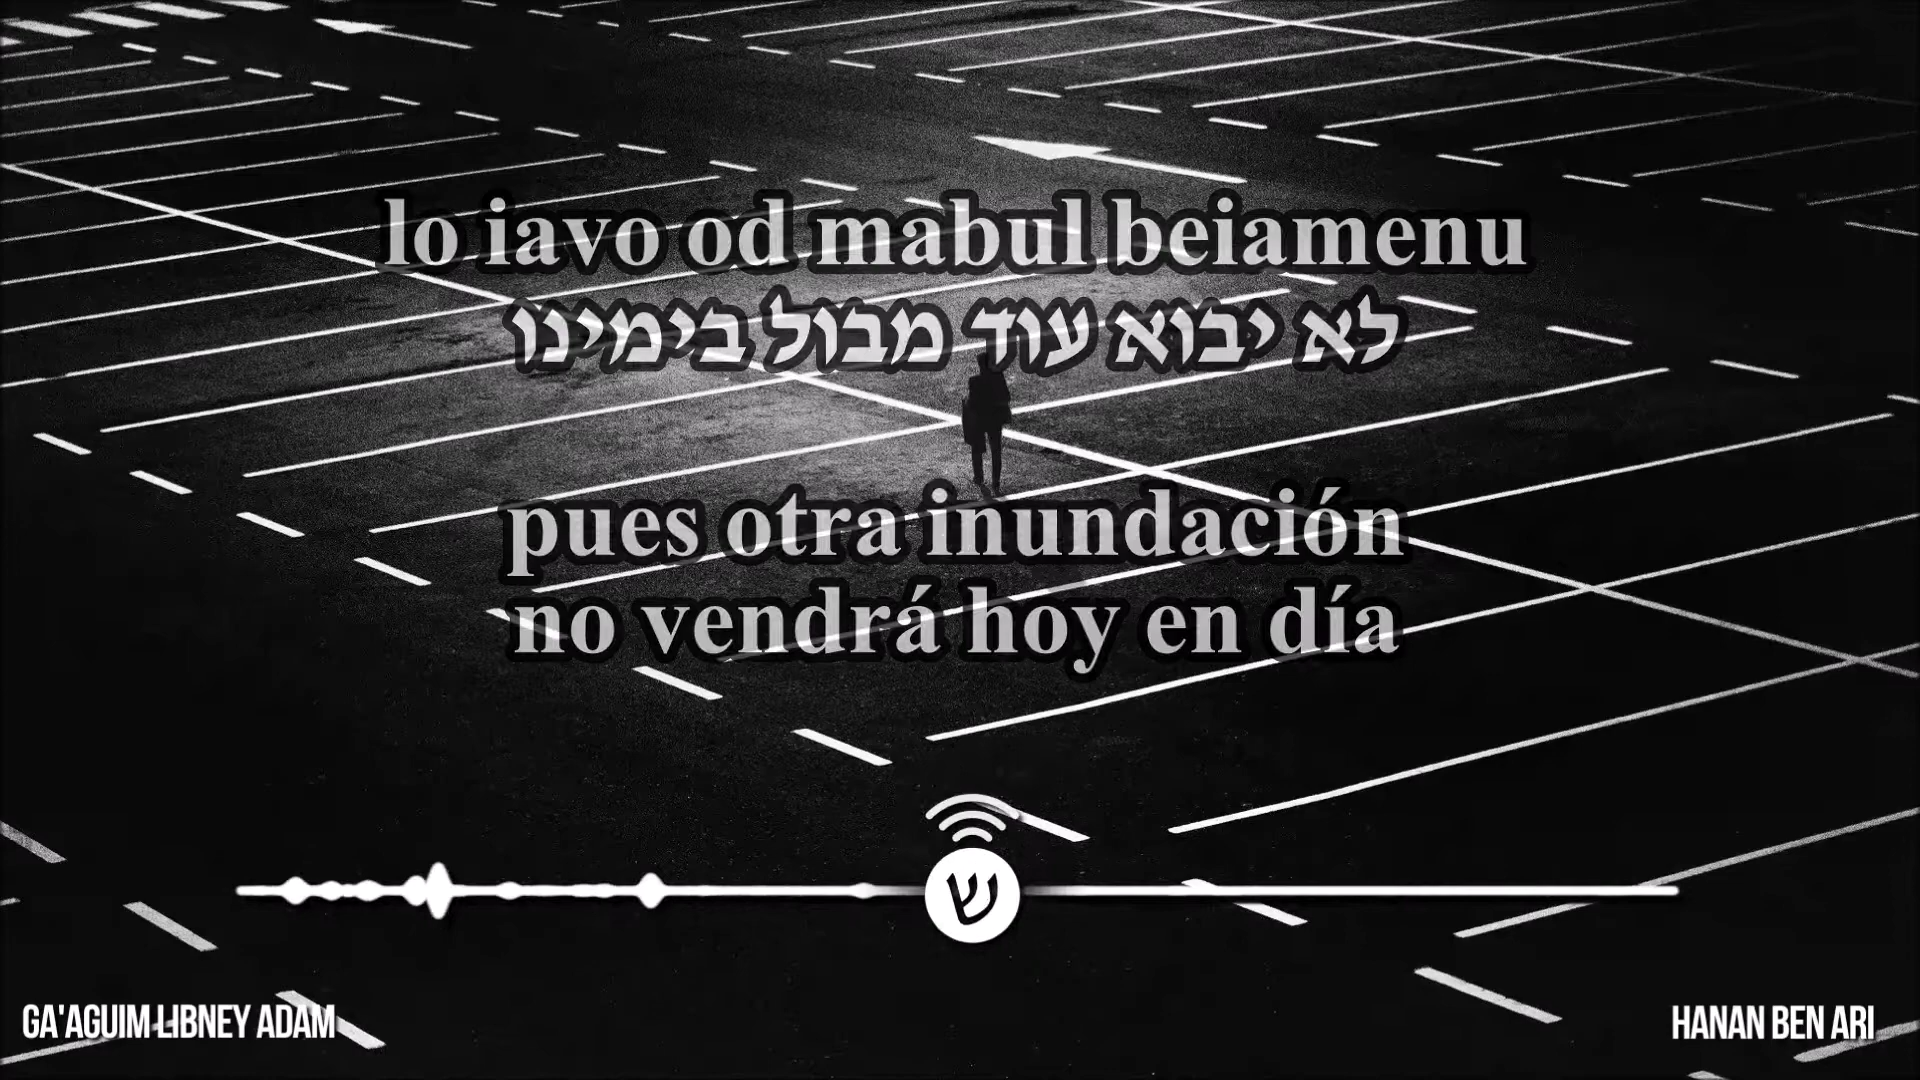 lo iavo od mabul beiamenu
לא יבוא עוד מבול בימינו
pues otra inundación
no vendrá hoy en día
ש
GA'AGUIM LIBNEY ADAM
HANAN BEN ARI